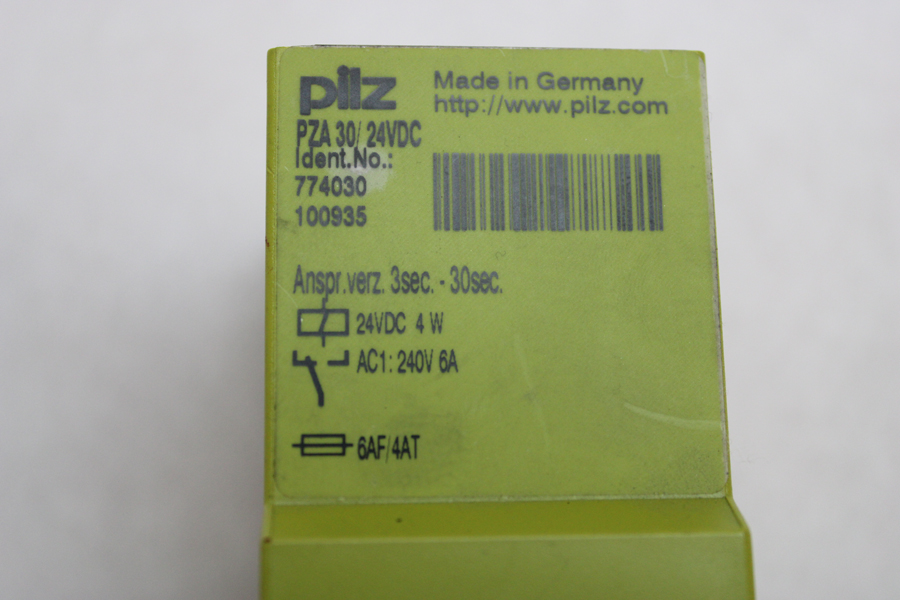 pilz
Made in Germany
http://www.pilz.com
PZA 30/ 24VDC
Ident.No.:
774030
100935
Anspr.verz. 3sec. - 30sec.
24VDC 4 W
AC1: 240V 6A
6AF/4AT